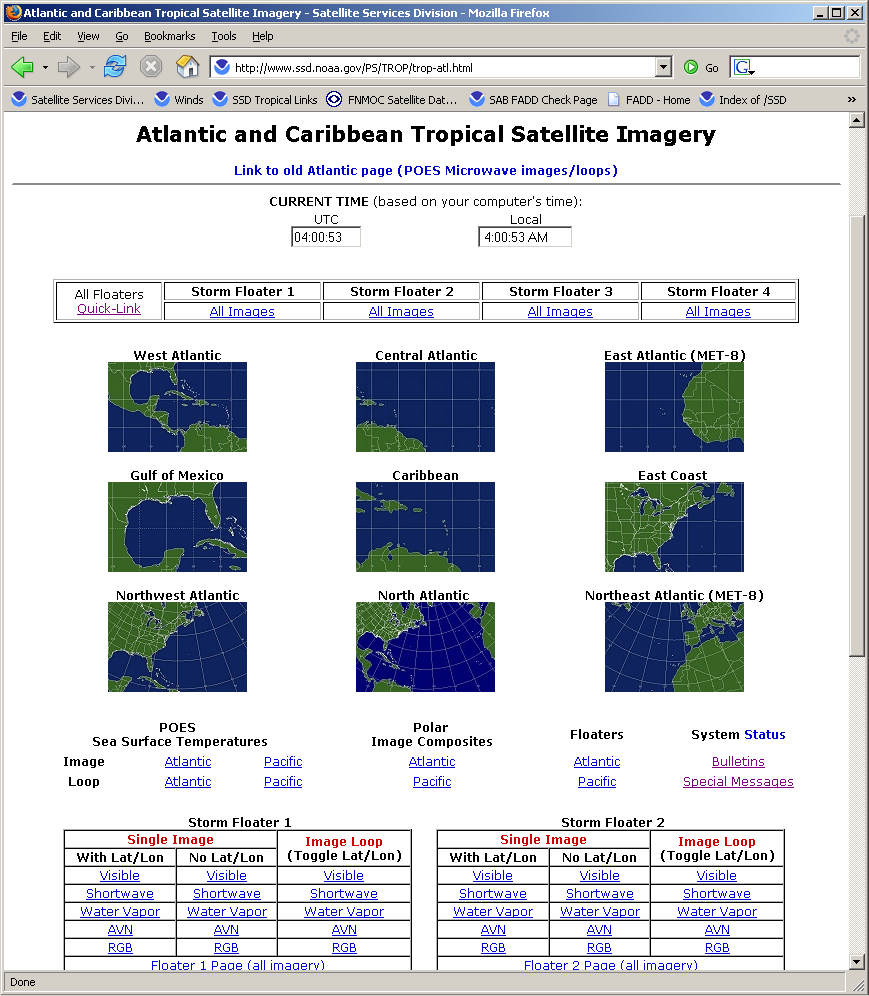 Atlantic and Caribbean Tropical Satellite Imagery - Satellite Services Division - Mozilla Firefox
File Edit View Go Bookmarks Tools Help
http://www.ssd.noaa.gov/PS/TROP/trop-atl.html Go G
Satellite Services Divi... Winds SSD Tropical Links FNMOC Satellite Dat... SAB FADD Check Page FADD - Home Index of /SSD »
Atlantic and Caribbean Tropical Satellite Imagery
Link to old Atlantic page (POES Microwave images/loops)
CURRENT TIME (based on your computer's time):
UTC Local
04:00:53 4:00:53 AM
All Floaters Storm Floater 1 Storm Floater 2 Storm Floater 3 Storm Floater 4
Quick-Link All Images All Images All Images All Images
West Atlantic Central Atlantic East Atlantic (MET-8)
Gulf of Mexico Caribbean East Coast
Northwest Atlantic North Atlantic Northeast Atlantic (MET-8)
POES Polar
Sea Surface Temperatures Image Composites Floaters System Status
Image Atlantic Pacific Atlantic Atlantic Bulletins
Loop Atlantic Pacific Pacific Pacific Special Messages
Storm Floater 1 Storm Floater 2
Single Image Image Loop Single Image Image Loop
With Lat/Lon No Lat/Lon (Toggle Lat/Lon) With Lat/Lon No Lat/Lon (Toggle Lat/Lon)
Visible Visible Visible Visible Visible Visible
Shortwave Shortwave Shortwave Shortwave Shortwave Shortwave
Water Vapor Water Vapor Water Vapor Water Vapor Water Vapor Water Vapor
AVN AVN AVN AVN AVN AVN
RGB RGB RGB RGB RGB RGB
Floater 1 Page (all imagery) Floater 2 Page (all imagery)
Done